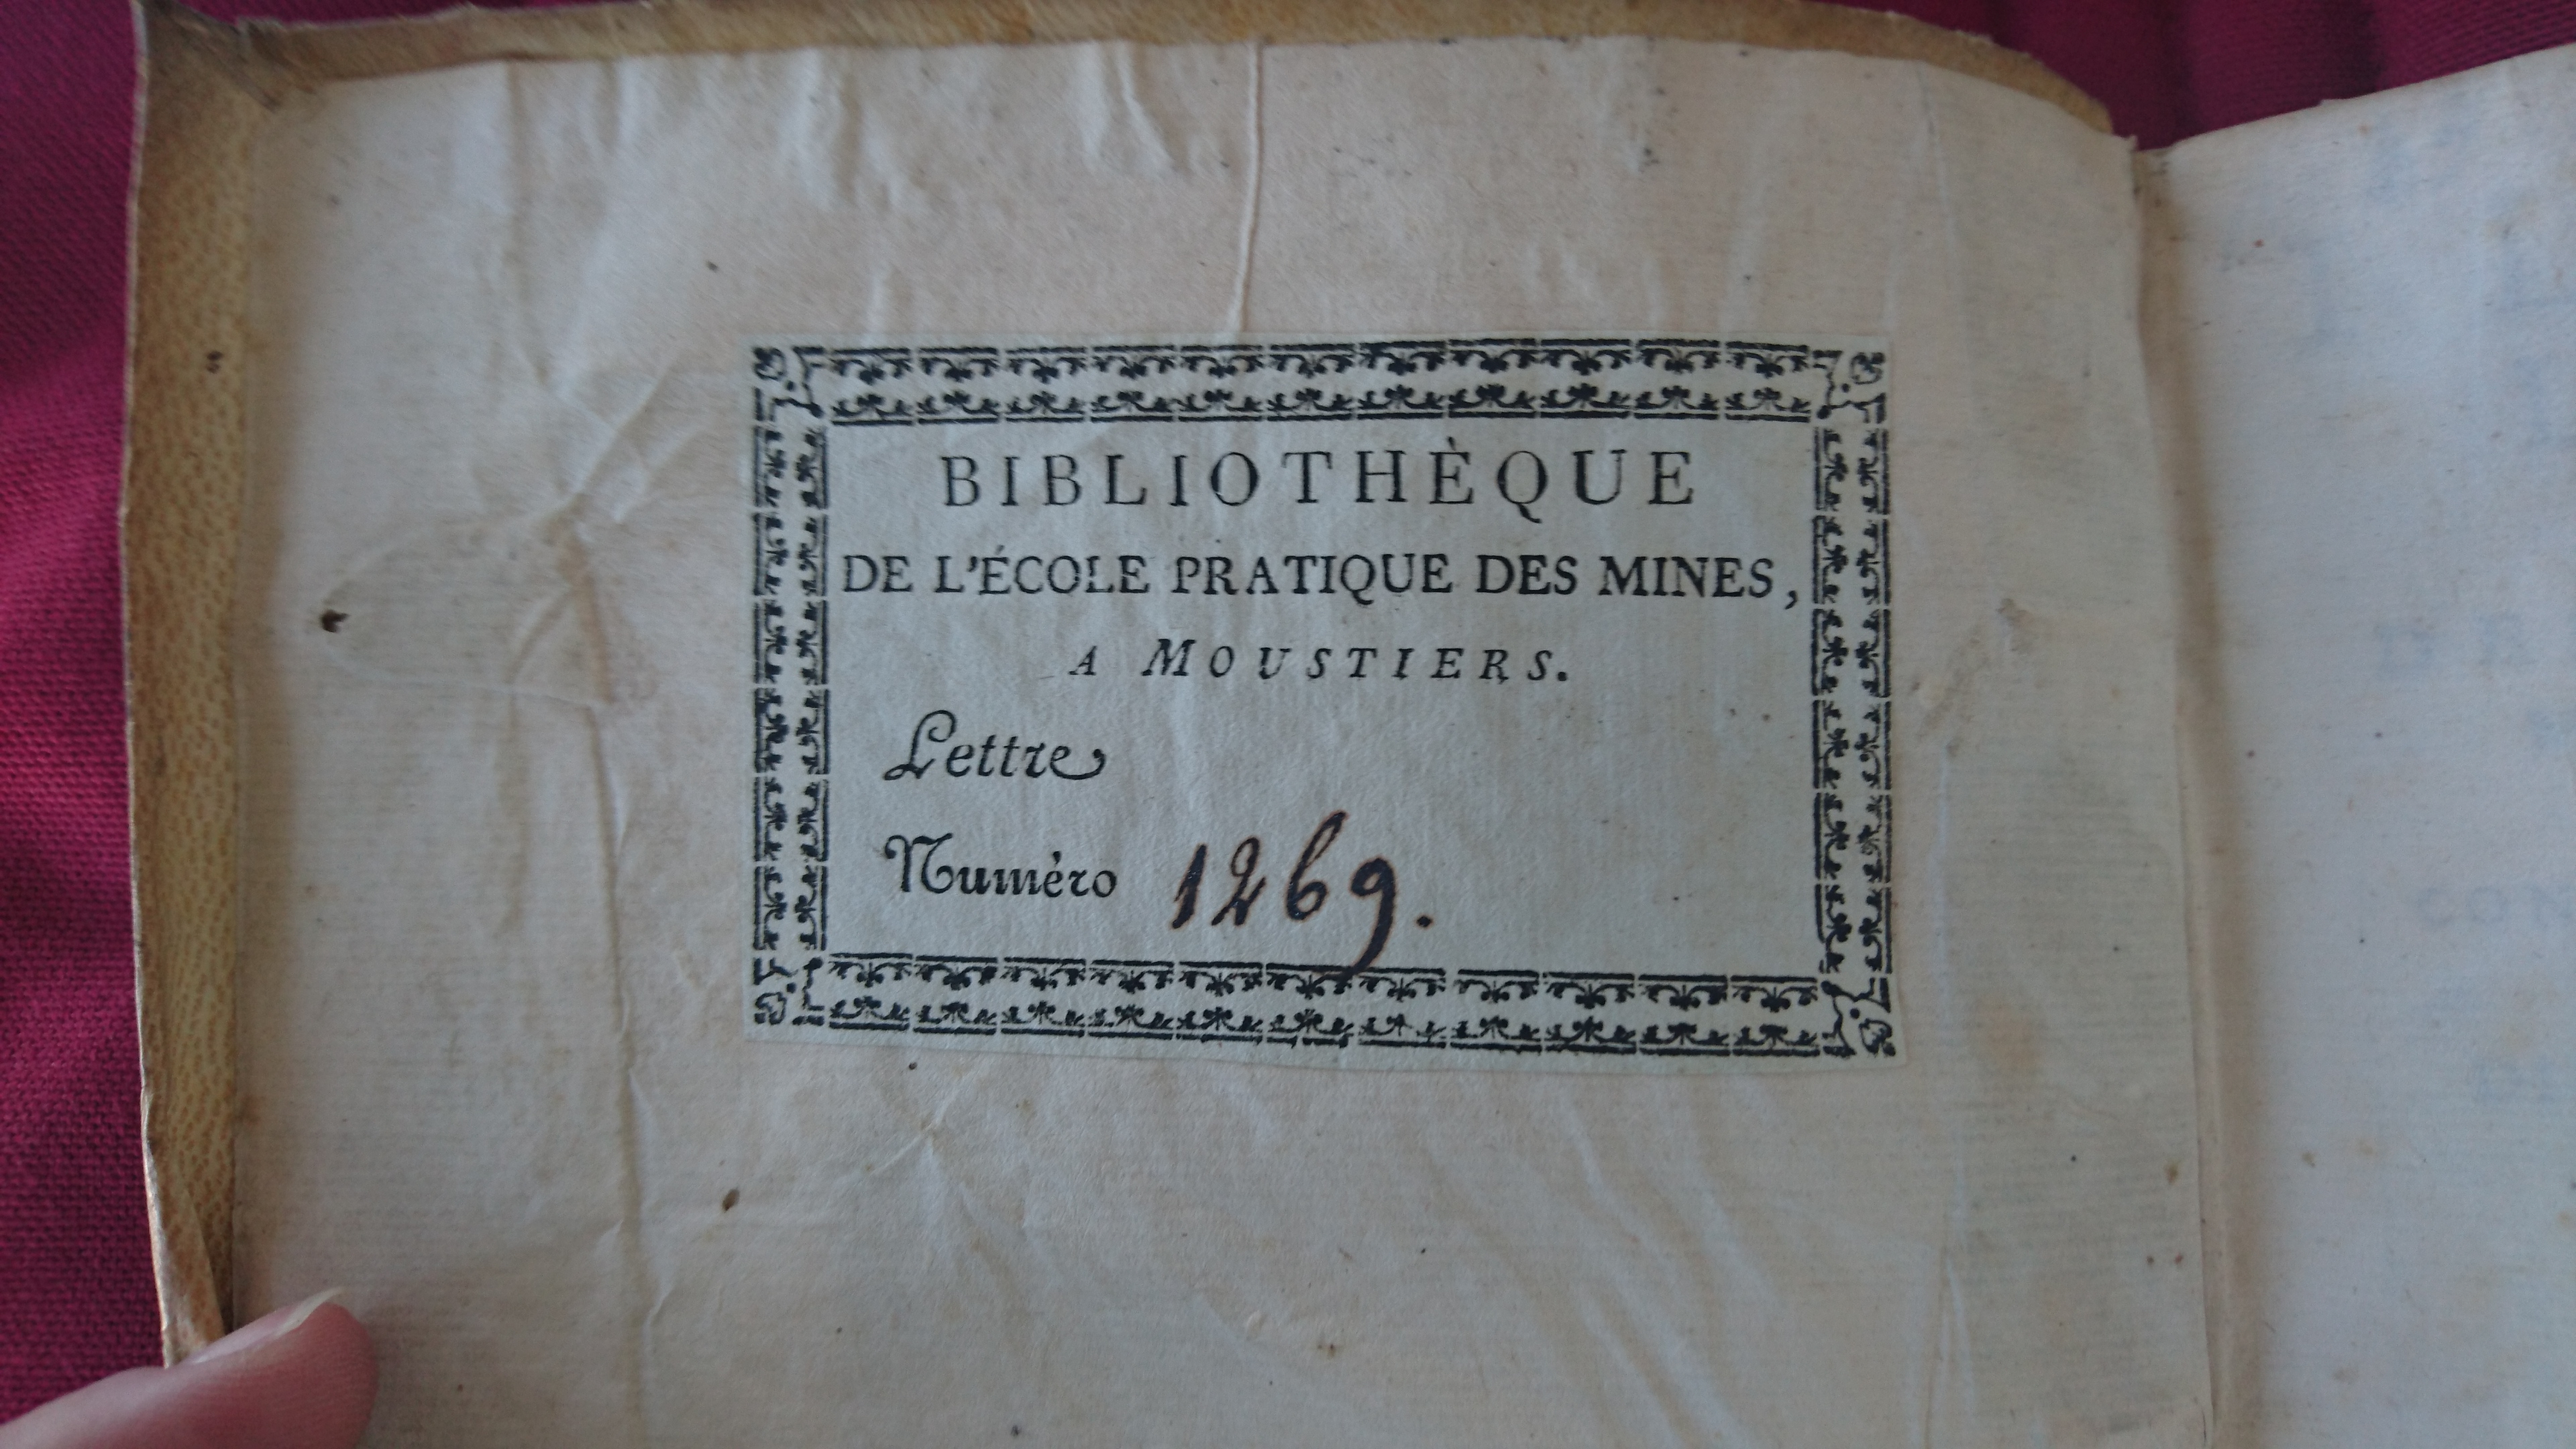 BIBLIOTHÈQUE
DE L'ÉCOLE PRATIQUE DES MINES,
A MOUSTIERS.
Lettre
Numéro 1269.